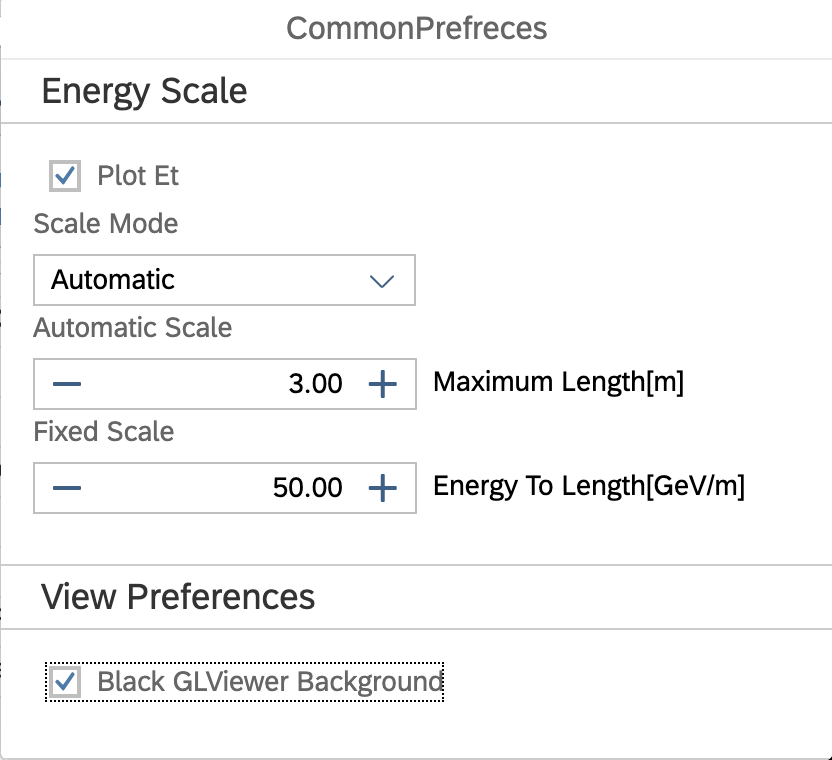 CommonPrefreces
Energy Scale
Plot Et
Scale Mode
Automatic
Automatic Scale
3.00 Maximum Length[m]
Fixed Scale
50.00 Energy To Length[GeV/m]
View Preferences
Black GLViewer Background